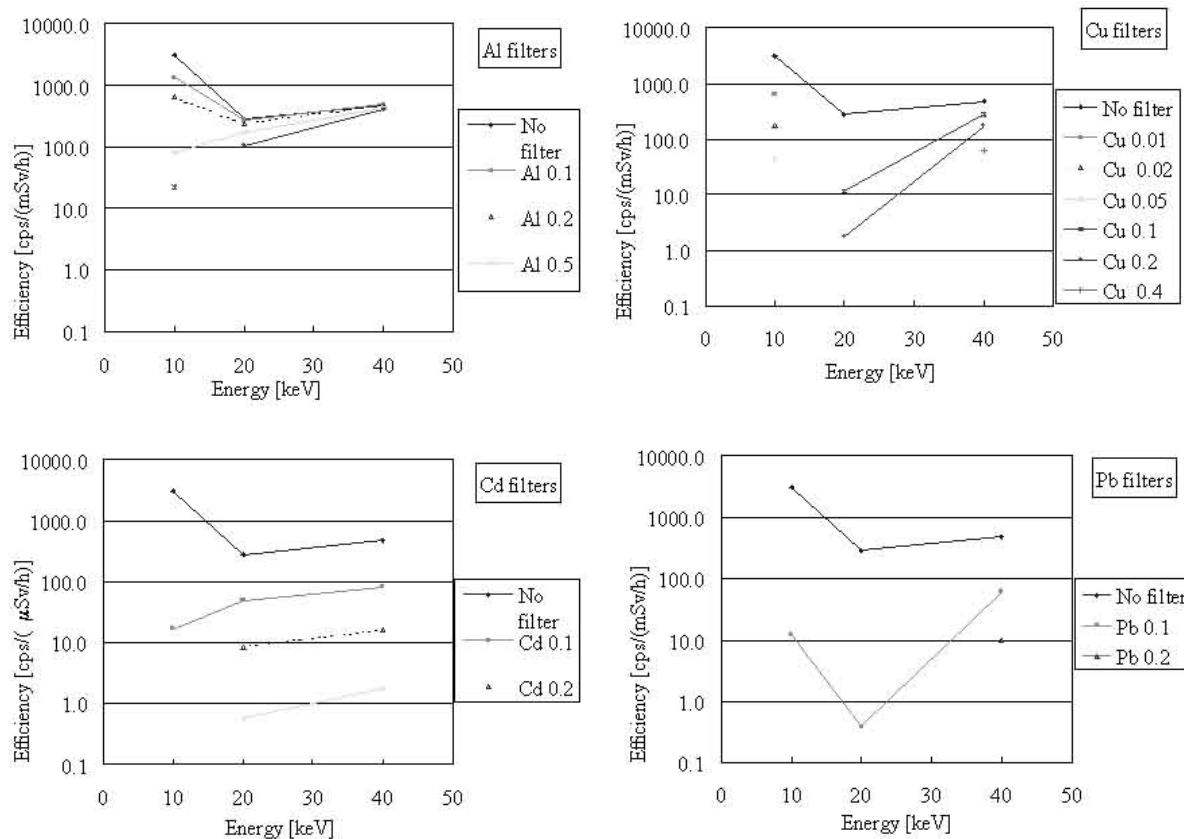 Al filters
10000.0
1000.0
100.0
10.0
1.0
0.1
Efficiency [cps/(mSv/h)]
0 10 20 30 40 50
Energy [keV]
No
filter
Al 0.1
Al 0.2
Al 0.5
Cu filters
10000.0
1000.0
100.0
10.0
1.0
0.1
Efficiency [cps/(mSv/h)]
0 10 20 30 40 50
Energy [keV]
No filter
Cu 0.01
Cu 0.02
Cu 0.05
Cu 0.1
Cu 0.2
Cu 0.4
Cd filters
10000.0
1000.0
100.0
10.0
1.0
0.1
Efficiency [cps/( μSv/h)]
0 10 20 30 40 50
Energy [keV]
No
filter
Cd 0.1
Cd 0.2
Pb filters
10000.0
1000.0
100.0
10.0
1.0
0.1
Efficiency [cps/(mSv/h)]
0 10 20 30 40 50
Energy [keV]
No filter
Pb 0.1
Pb 0.2